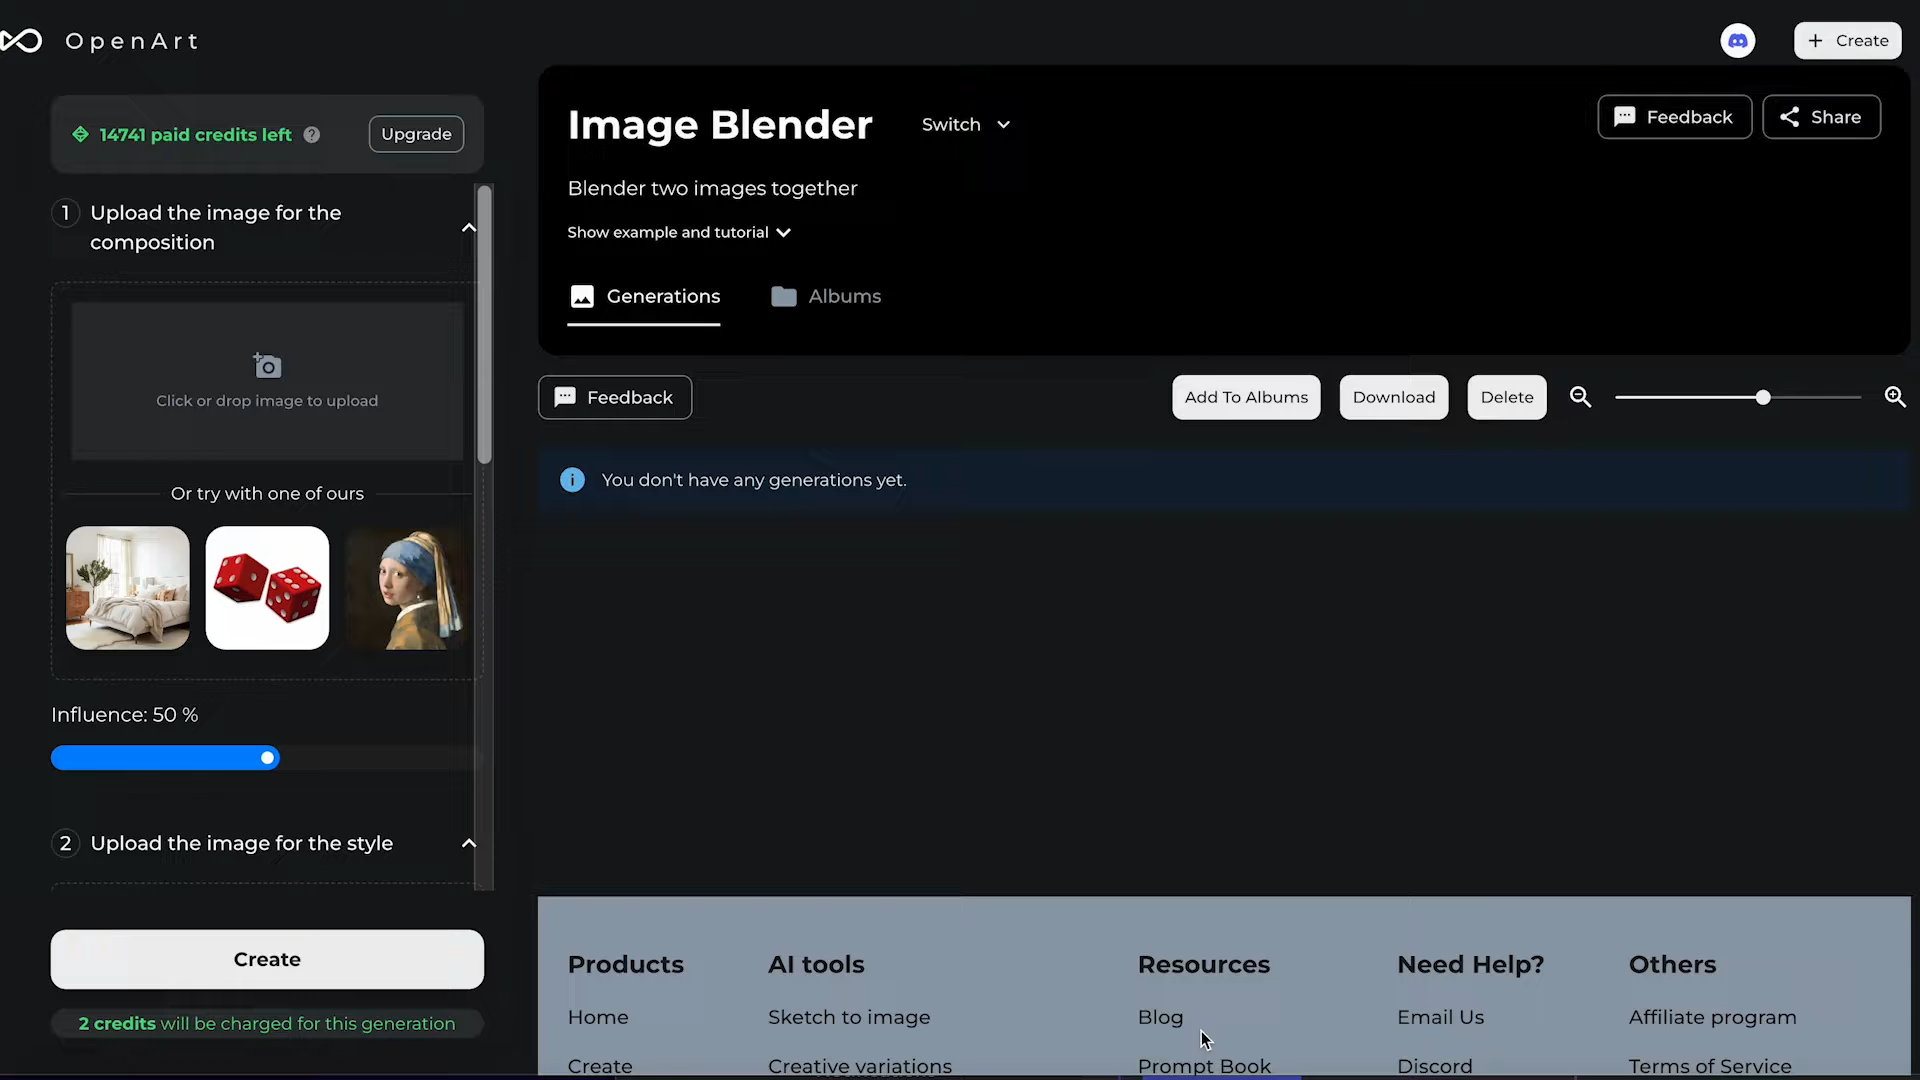 OpenArt
Create
14741 paid credits left
Upgrade
1
Upload the image for the
composition
Click or drop image to upload
Or try with one of ours
Influence: 50 %
2
Upload the image for the style
Create
2 credits will be charged for this generation
Image Blender
Switch
Feedback
Share
Blender two images together
Show example and tutorial
Generations
Albums
Feedback
Add To Albums
Download
Delete
You don't have any generations yet.
Products
AI tools
Resources
Need Help?
Others
Home
Sketch to image
Blog
Email Us
Affiliate program
Create
Creative variations
Prompt Book
Discord
Terms of Service